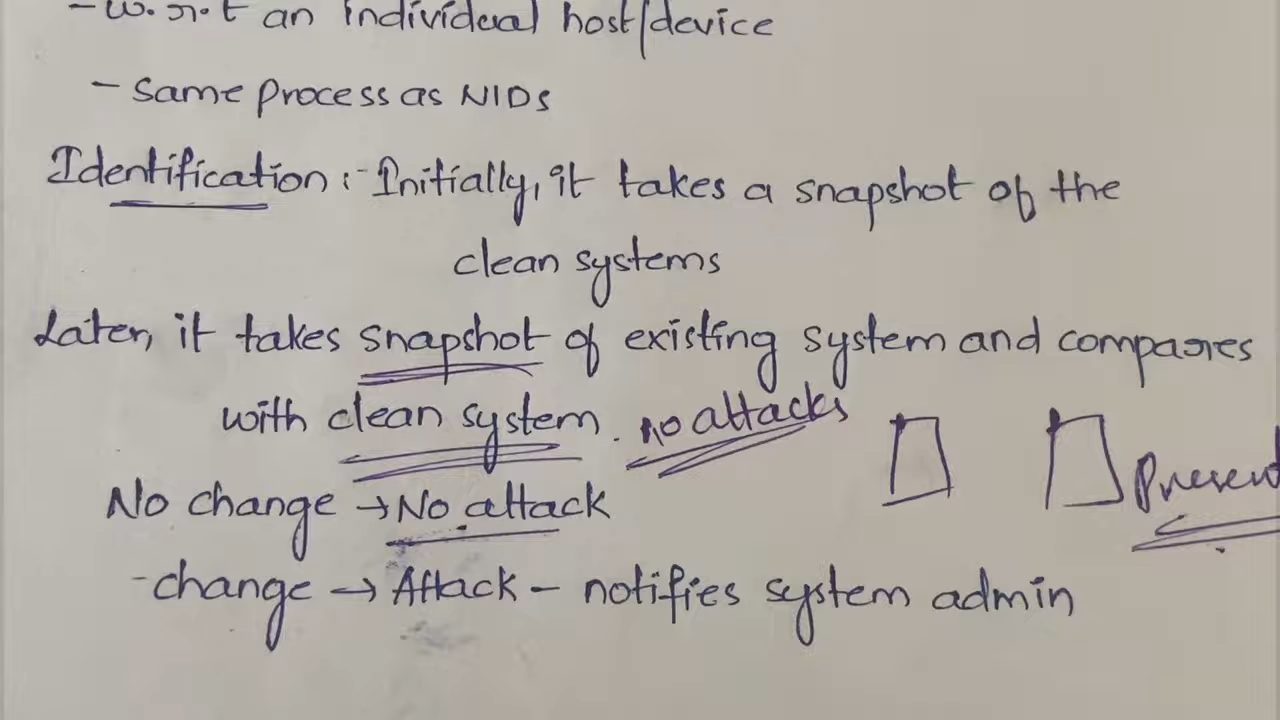 - w.r.t an individual host/device
- Same process as NIDs
Identification :- Initially, it takes a snapshot of the
clean systems
Later, it takes snapshot of existing system and compares
with clean system. no attacks
Present
No change → No attack
- change → Attack - notifies system admin